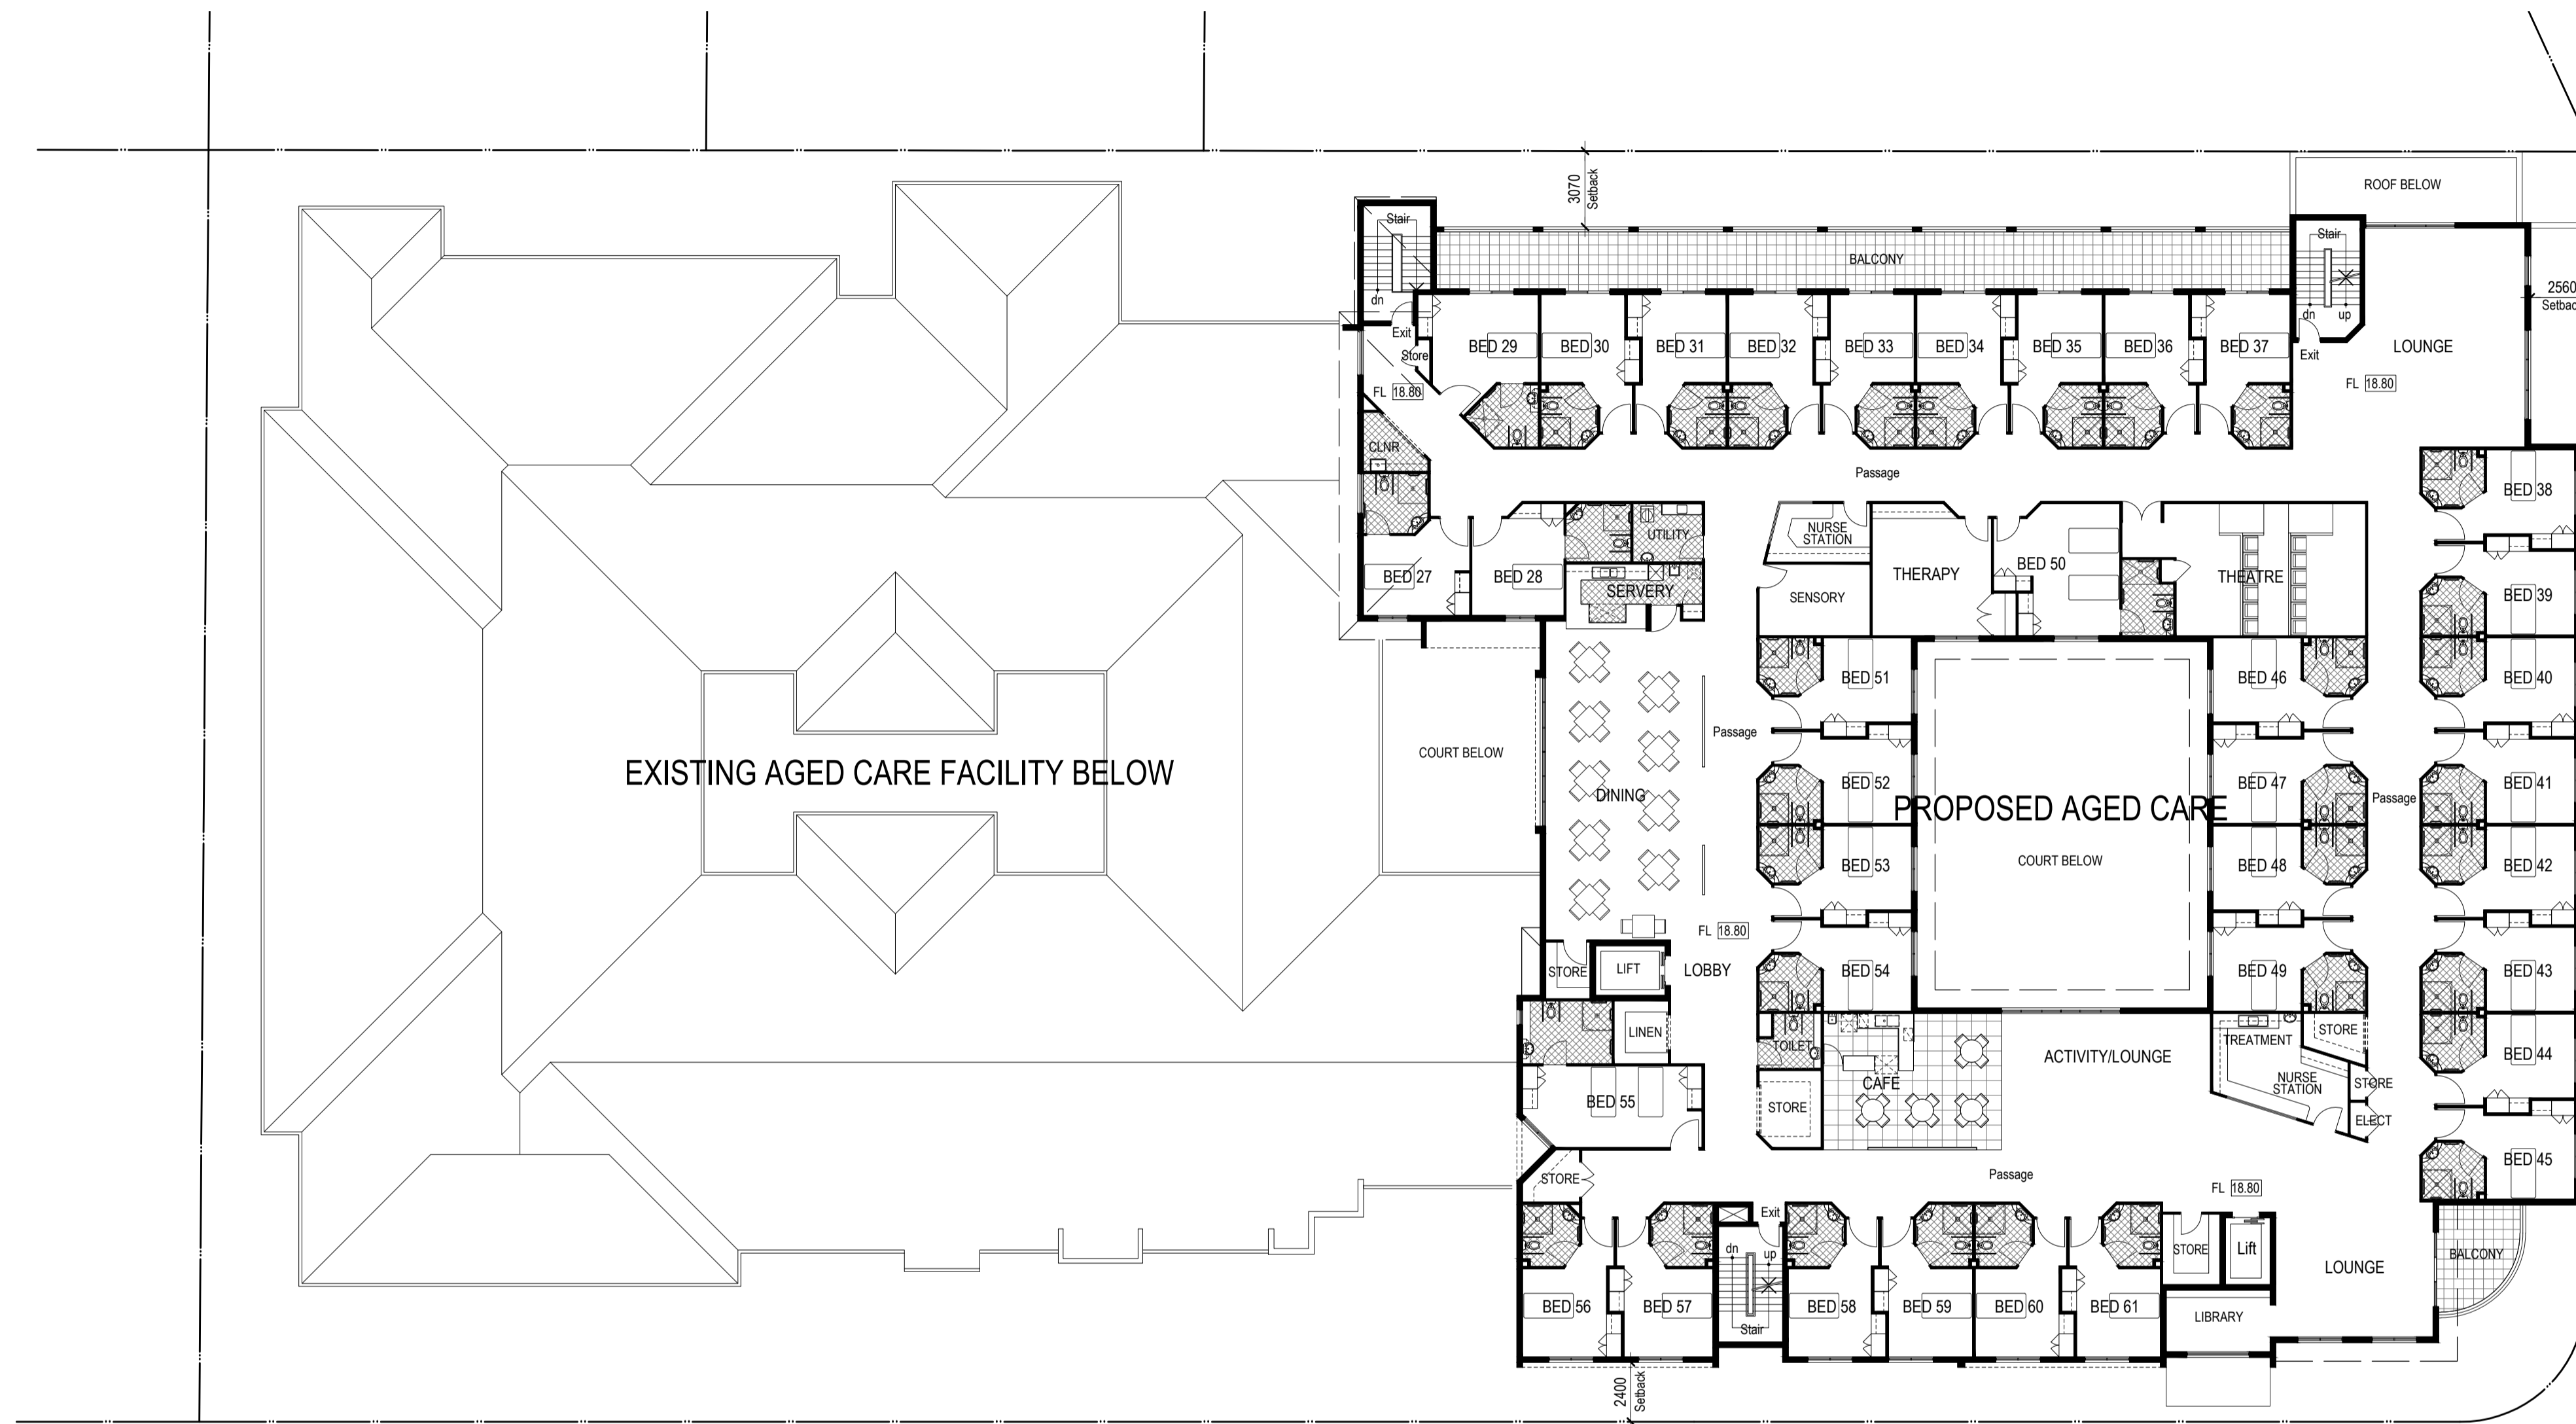 ROOF BELOW
3070
Setback
Stair
Stair
BALCONY
2560
dn
dn
up
Exit
Exit
Store
BED 29
BED 30
BED 31
BED 32
BED 33
BED 34
BED 35
BED 36
BED 37
LOUNGE
FL 18.80
FL 18.80
CLNR
Passage
BED 38
NURSE
STATION
UTILITY
BED 27
BED 28
SERVERY
SENSORY
THERAPY
BED 50
THEATRE
BED 39
BED 51
BED 46
BED 40
Passage
COURT BELOW
EXISTING AGED CARE FACILITY BELOW
DINING
BED 52
PROPOSED AGED CARE
BED 47
Passage
BED 41
BED 53
COURT BELOW
BED 48
BED 42
FL 18.80
STORE
LIFT
LOBBY
BED 54
BED 49
BED 43
LINEN
TOILET
ACTIVITY/LOUNGE
TREATMENT
STORE
BED 44
CAFE
NURSE
STATION
STORE
BED 55
STORE
ELECT
STORE
Passage
BED 45
FL 18.80
Exit
dn
up
STORE
Lift
BALCONY
LOUNGE
BED 56
BED 57
BED 58
BED 59
BED 60
BED 61
LIBRARY
Stair
2400
Setback